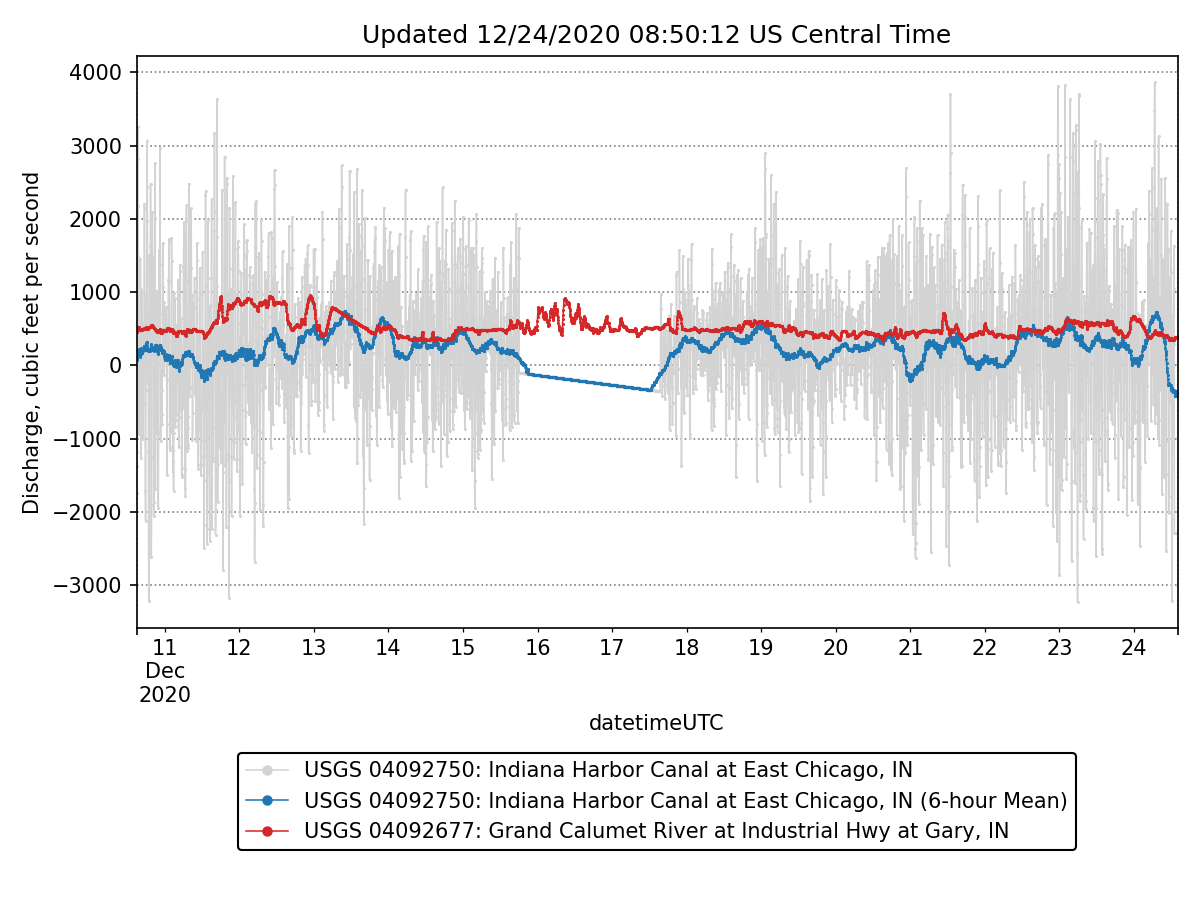 Updated 12/24/2020 08:50:12 US Central Time
Discharge, cubic feet per second
4000
3000
2000
1000
0
−1000
−2000
−3000
11 12 13 14 15 16 17 18 19 20 21 22 23 24
Dec
2020
datetimeUTC
USGS 04092750: Indiana Harbor Canal at East Chicago, IN
USGS 04092750: Indiana Harbor Canal at East Chicago, IN (6-hour Mean)
USGS 04092677: Grand Calumet River at Industrial Hwy at Gary, IN